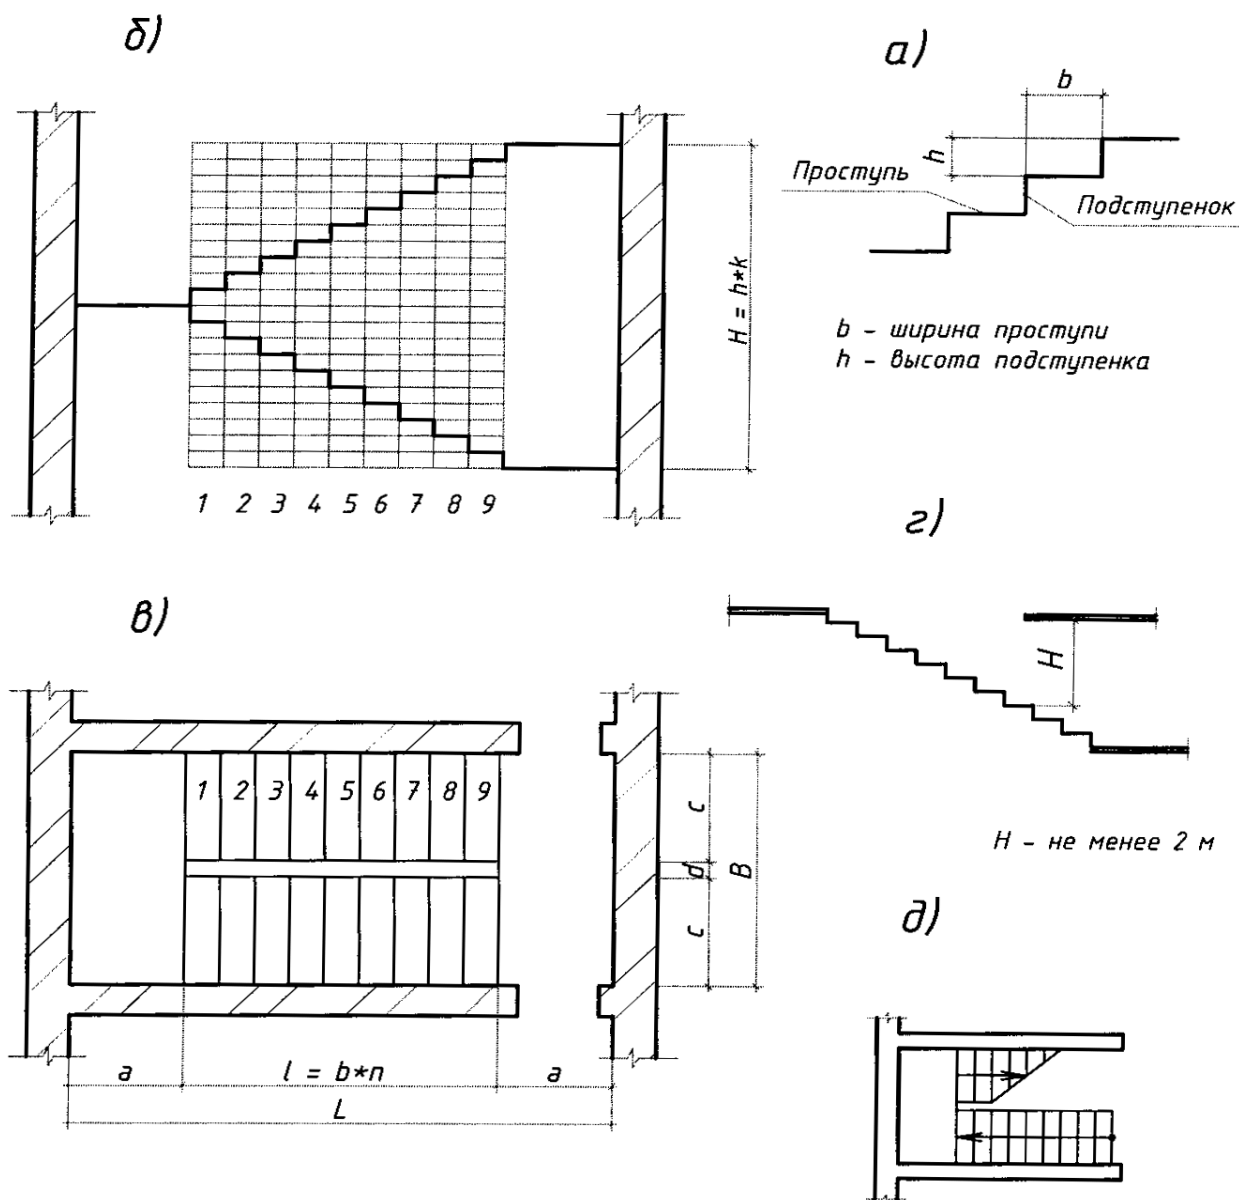 б)
H = h*k
1 2 3 4 5 6 7 8 9
а)
b
h
Проступь
Подступенок
b - ширина проступи
h - высота подступенка
в)
1 2 3 4 5 6 7 8 9
c
d
c
B
a
l = b*n
a
L
г)
H
H - не менее 2 м
д)